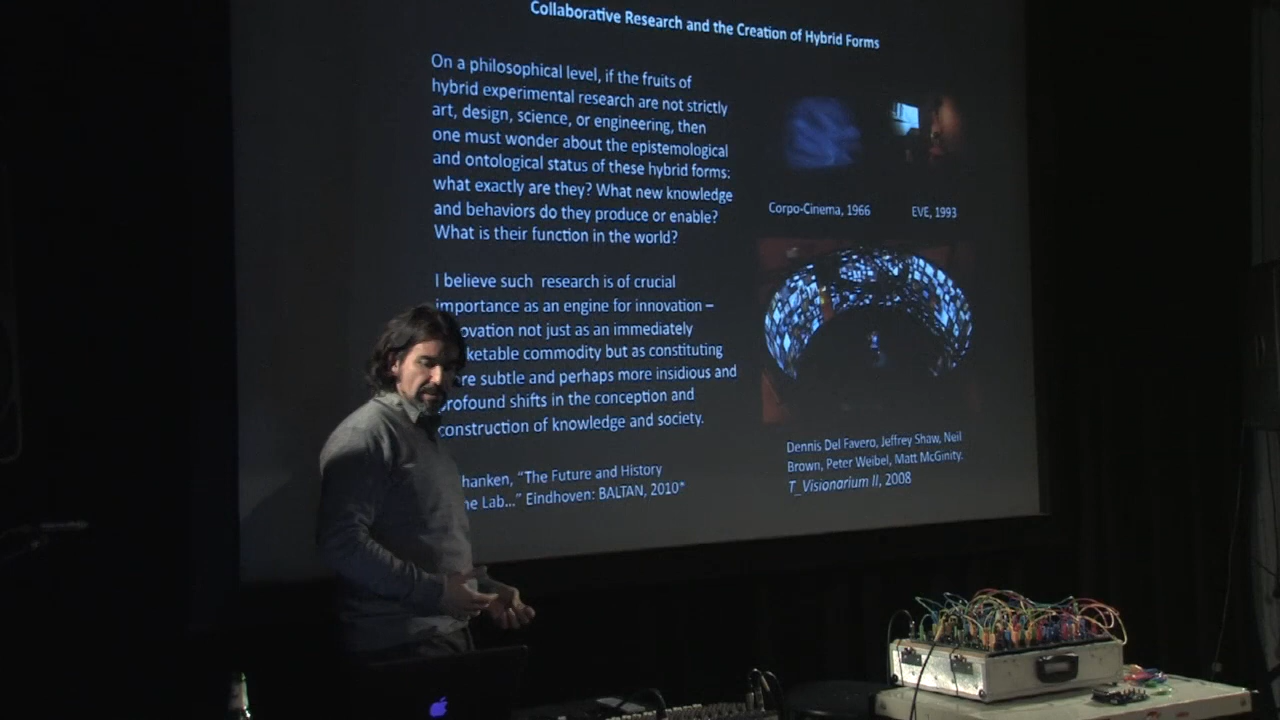 Collaborative Research and the Creation of Hybrid Forms
On a philosophical level, if the fruits of
hybrid experimental research are not strictly
art, design, science, or engineering, then
one must wonder about the epistemological
and ontological status of these hybrid forms:
what exactly are they? What new knowledge
and behaviors do they produce or enable?
What is their function in the world?
I believe such research is of crucial
importance as an engine for innovation –
ovation not just as an immediately
ketable commodity but as constituting
re subtle and perhaps more insidious and
profound shifts in the conception and
construction of knowledge and society.
hanken, "The Future and History
he Lab…" Eindhoven: BALTAN, 2010*
Corpo-Cinema, 1966
EVE, 1993
Dennis Del Favero, Jeffrey Shaw, Neil
Brown, Peter Weibel, Matt McGinity.
T_Visionarium II, 2008